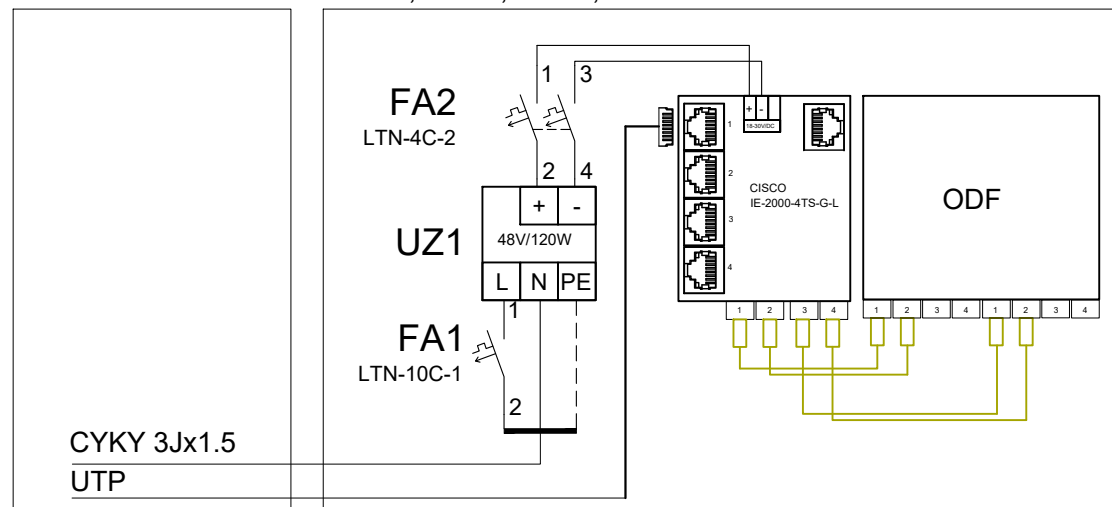 1 3
FA2
LTN-4C-2
2 4
+ -
UZ1
48V/120W
L N PE
1
FA1
LTN-10C-1
2
CYKY 3Jx1.5
UTP
+ -
18-30V/DC
1
2
3
4
CISCO
IE-2000-4TS-G-L
1 2 3 4
ODF
1 2 3 4 1 2 3 4